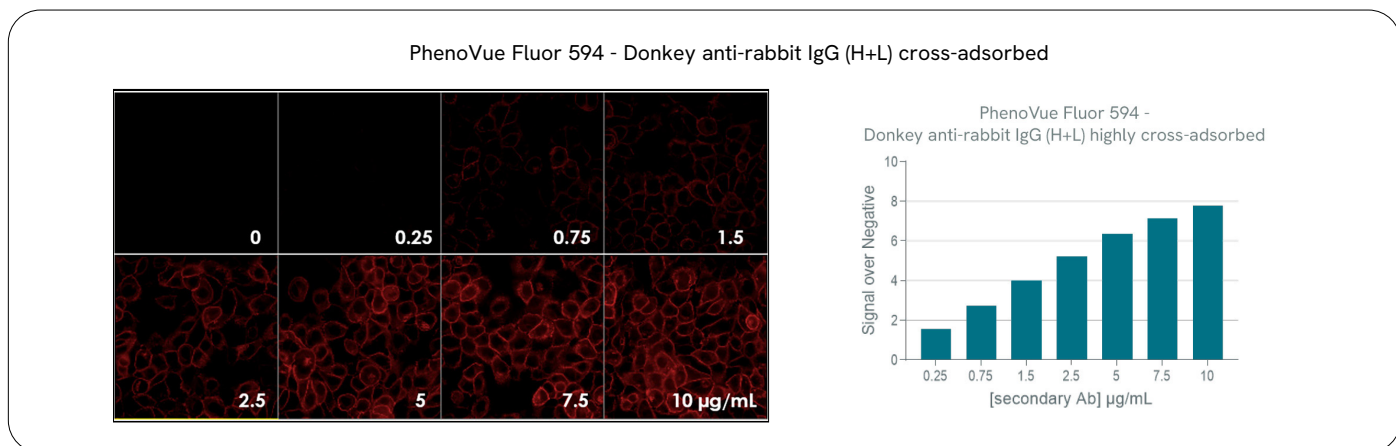 PhenoVue Fluor 594 - Donkey anti-rabbit IgG (H+L) cross-adsorbed
0
0.25
0.75
1.5
2.5
5
7.5
10 µg/mL
PhenoVue Fluor 594 -
Donkey anti-rabbit IgG (H+L) highly cross-adsorbed
Signal over Negative
10
8
6
4
2
0
0.25 0.75 1.5 2.5 5 7.5 10
[secondary Ab] µg/mL